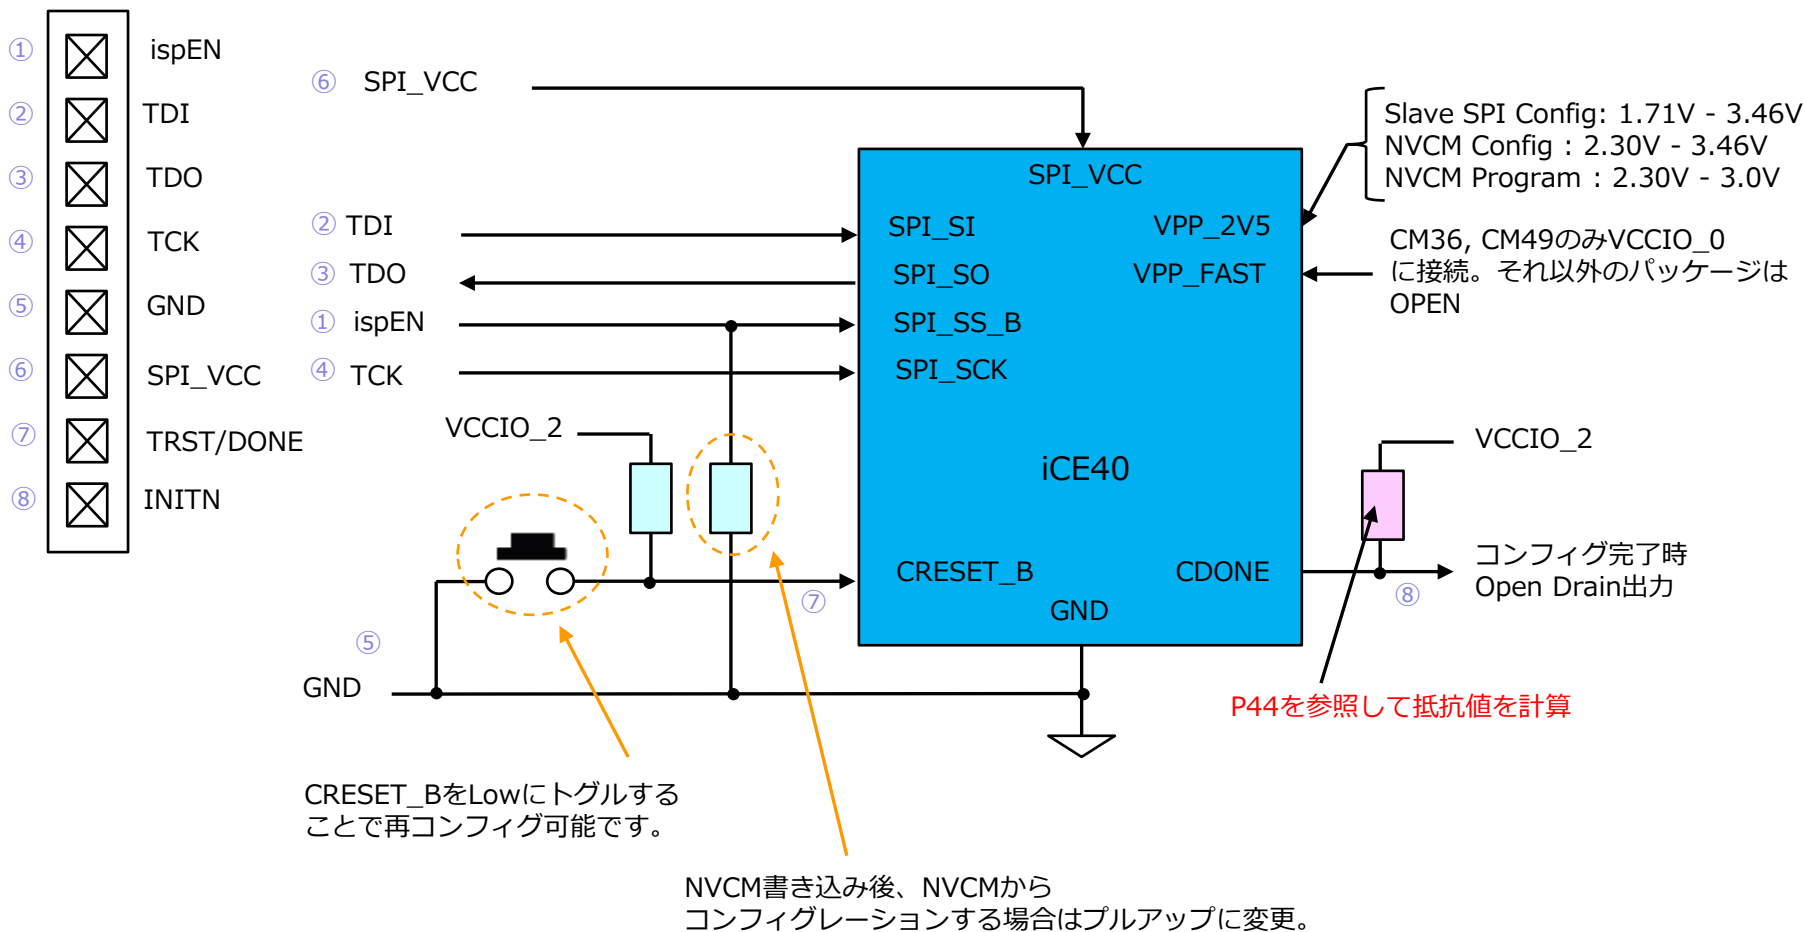 ① ispEN
② TDI
③ TDO
④ TCK
⑤ GND
⑥ SPI_VCC
⑦ TRST/DONE
⑧ INITN
⑥ SPI_VCC
② TDI
③ TDO
① ispEN
④ TCK
VCCIO_2
⑤
GND
⑦
SPI_VCC
SPI_SI
VPP_2V5
SPI_SO
VPP_FAST
SPI_SS_B
SPI_SCK
iCE40
CRESET_B
CDONE
GND
Slave SPI Config: 1.71V - 3.46V
NVCM Config : 2.30V - 3.46V
NVCM Program : 2.30V - 3.0V
CM36, CM49のみVCCIO_0
に接続。それ以外のパッケージは
OPEN
VCCIO_2
コンフィグ完了時
Open Drain出力
⑧
P44を参照して抵抗値を計算
CRESET_BをLowにトグルする
ことで再コンフィグ可能です。
NVCM書き込み後、NVCMから
コンフィグレーションする場合はプルアップに変更。